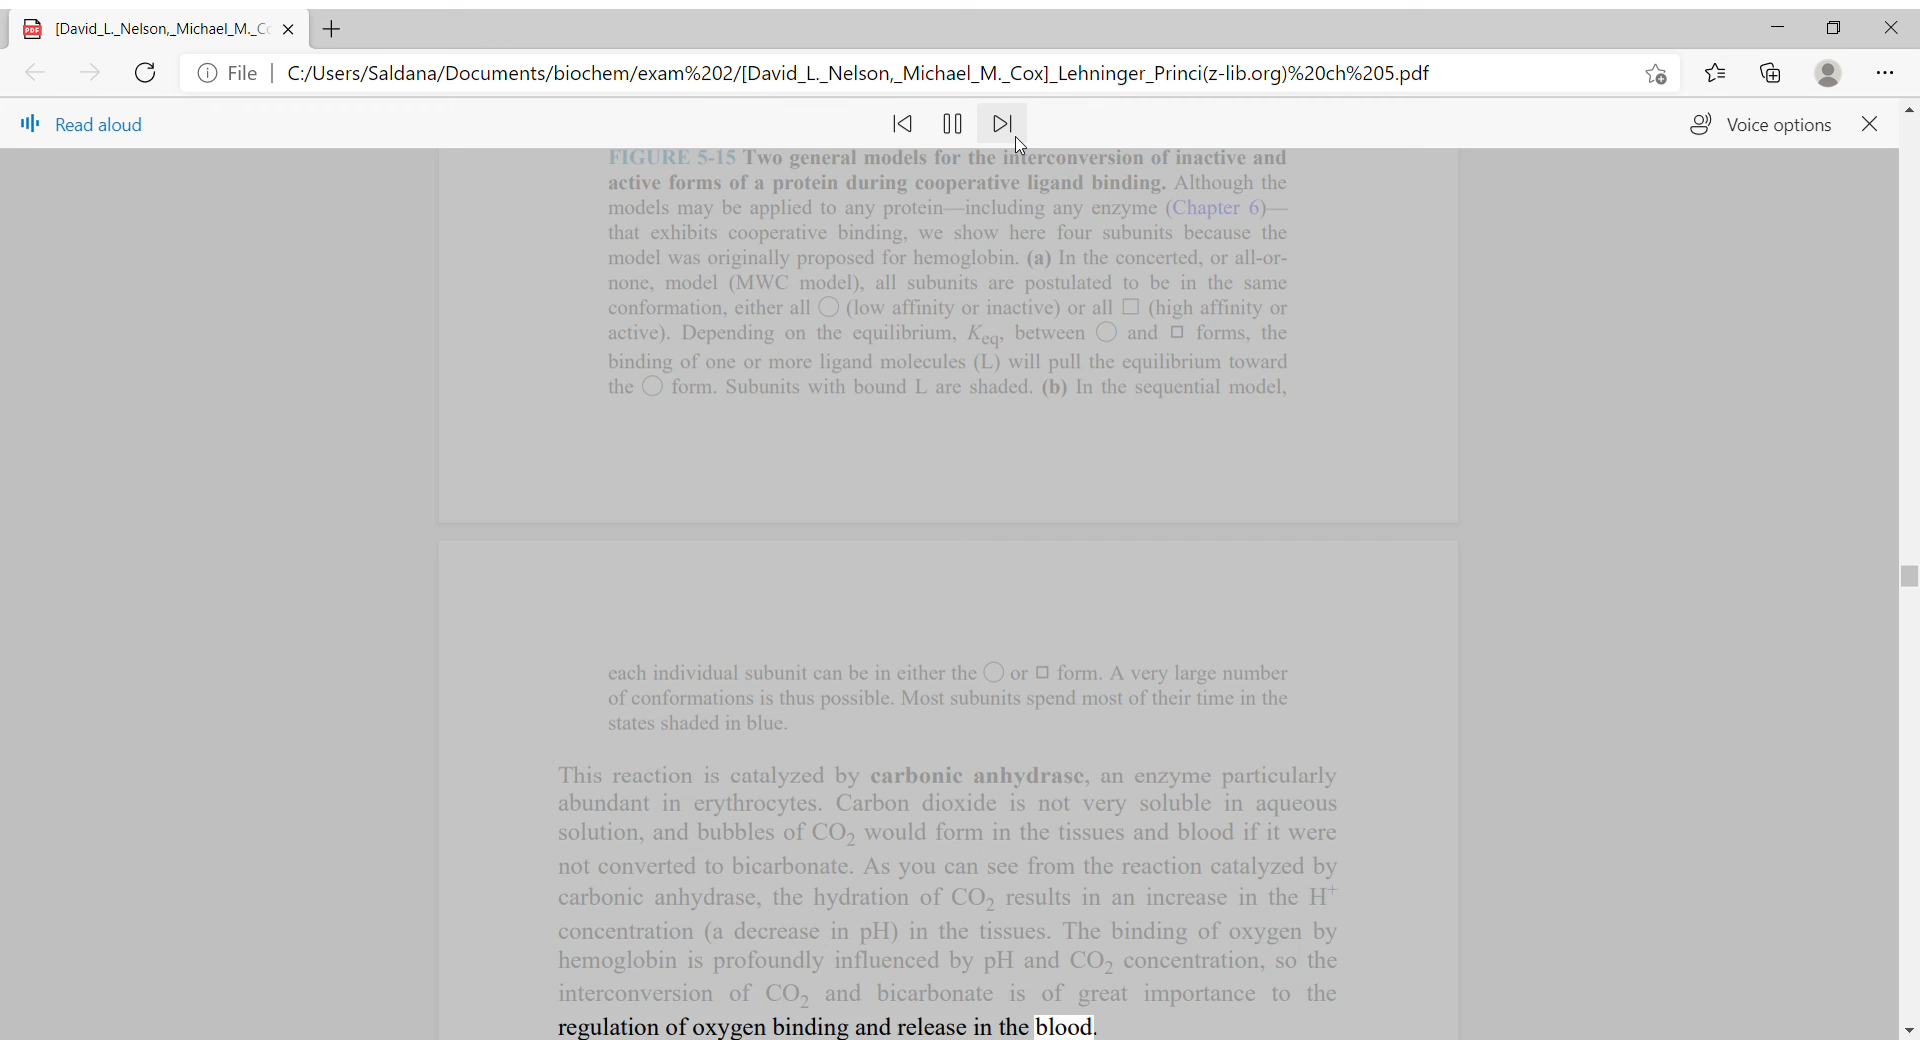 [David_L._Nelson,_Michael_M._Co
File | C:/Users/Saldana/Documents/biochem/exam%202/[David_L._Nelson,_Michael_M._Cox]_Lehninger_Princi(z-lib.org)%20ch%205.pdf
Read aloud
Voice options
FIGURE 5-15 Two general models for the interconversion of inactive and
active forms of a protein during cooperative ligand binding. Although the
models may be applied to any protein—including any enzyme (Chapter 6)—
that exhibits cooperative binding, we show here four subunits because the
model was originally proposed for hemoglobin. (a) In the concerted, or all-or-
none, model (MWC model), all subunits are postulated to be in the same
conformation, either all ◯ (low affinity or inactive) or all □ (high affinity or
active). Depending on the equilibrium, Keq, between ◯ and □ forms, the
binding of one or more ligand molecules (L) will pull the equilibrium toward
the ◯ form. Subunits with bound L are shaded. (b) In the sequential model,
each individual subunit can be in either the ◯ or □ form. A very large number
of conformations is thus possible. Most subunits spend most of their time in the
states shaded in blue.
This reaction is catalyzed by carbonic anhydrase, an enzyme particularly
abundant in erythrocytes. Carbon dioxide is not very soluble in aqueous
solution, and bubbles of CO₂ would form in the tissues and blood if it were
not converted to bicarbonate. As you can see from the reaction catalyzed by
carbonic anhydrase, the hydration of CO₂ results in an increase in the H⁺
concentration (a decrease in pH) in the tissues. The binding of oxygen by
hemoglobin is profoundly influenced by pH and CO₂ concentration, so the
interconversion of CO₂ and bicarbonate is of great importance to the
regulation of oxygen binding and release in the blood.